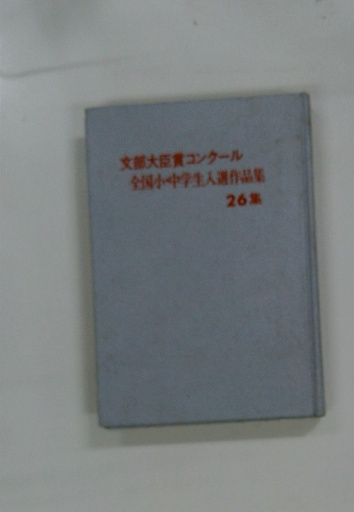 文部大臣賞コンクール
全国小・中学生入選作品集
26集